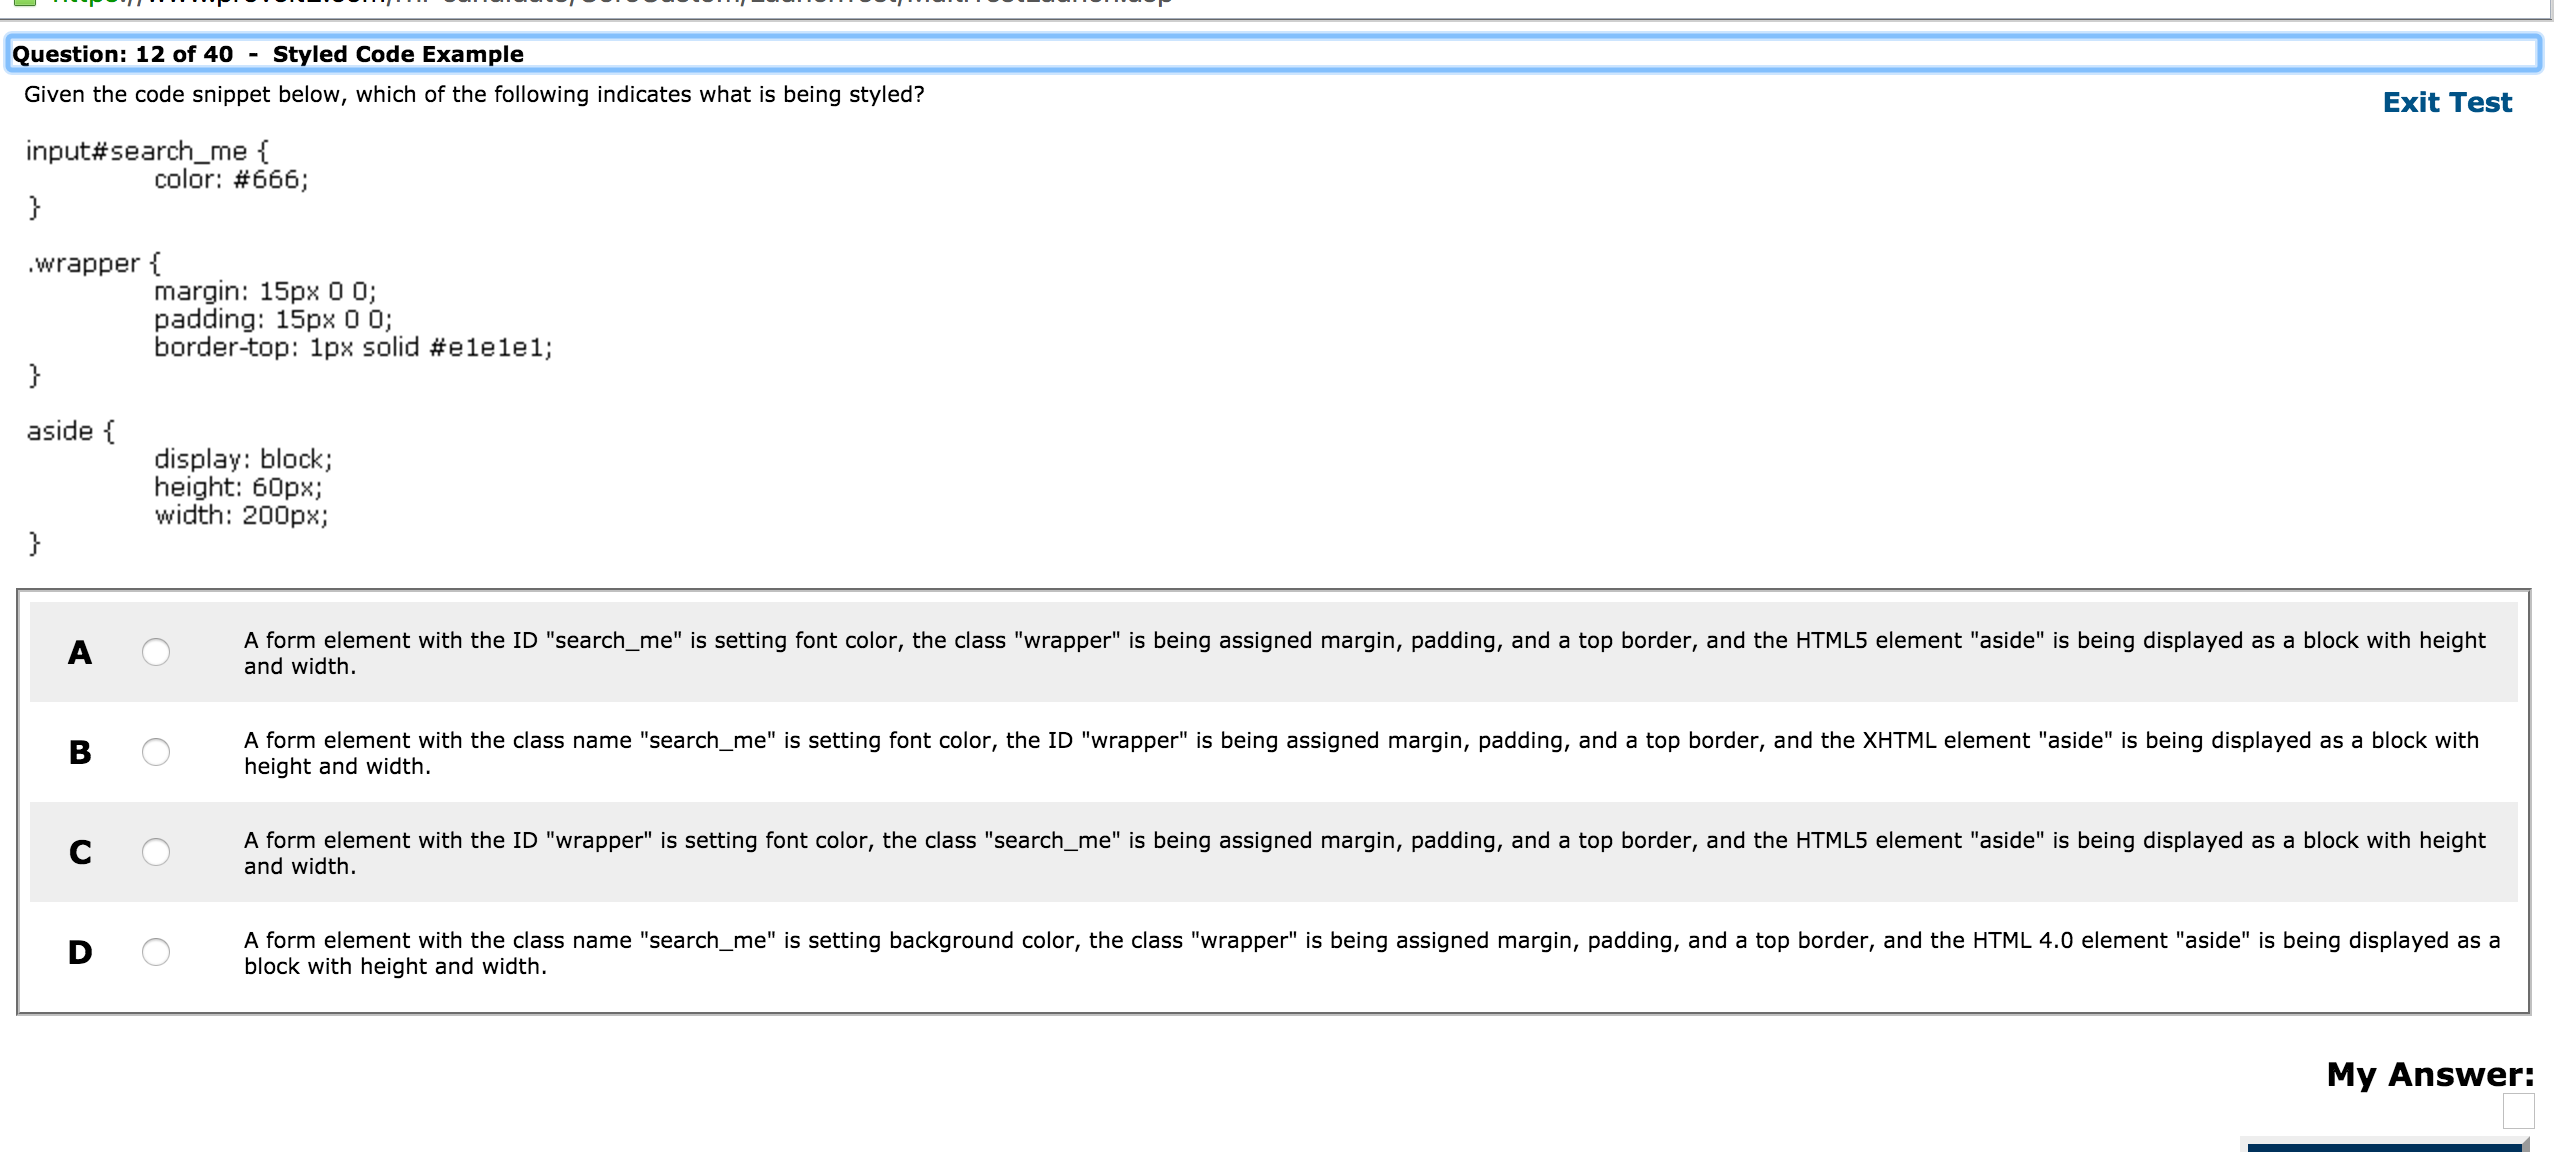 Question: 12 of 40 - Styled Code Example
Given the code snippet below, which of the following indicates what is being styled?
Exit Test
input#search_me {
color: #666;
}
.wrapper {
margin: 15px 0 0;
padding: 15px 0 0;
border-top: 1px solid #e1e1e1;
}
aside {
display: block;
height: 60px;
width: 200px;
}
A
A form element with the ID "search_me" is setting font color, the class "wrapper" is being assigned margin, padding, and a top border, and the HTML5 element "aside" is being displayed as a block with height
and width.
B
A form element with the class name "search_me" is setting font color, the ID "wrapper" is being assigned margin, padding, and a top border, and the XHTML element "aside" is being displayed as a block with
height and width.
C
A form element with the ID "wrapper" is setting font color, the class "search_me" is being assigned margin, padding, and a top border, and the HTML5 element "aside" is being displayed as a block with height
and width.
D
A form element with the class name "search_me" is setting background color, the class "wrapper" is being assigned margin, padding, and a top border, and the HTML 4.0 element "aside" is being displayed as a
block with height and width.
My Answer: